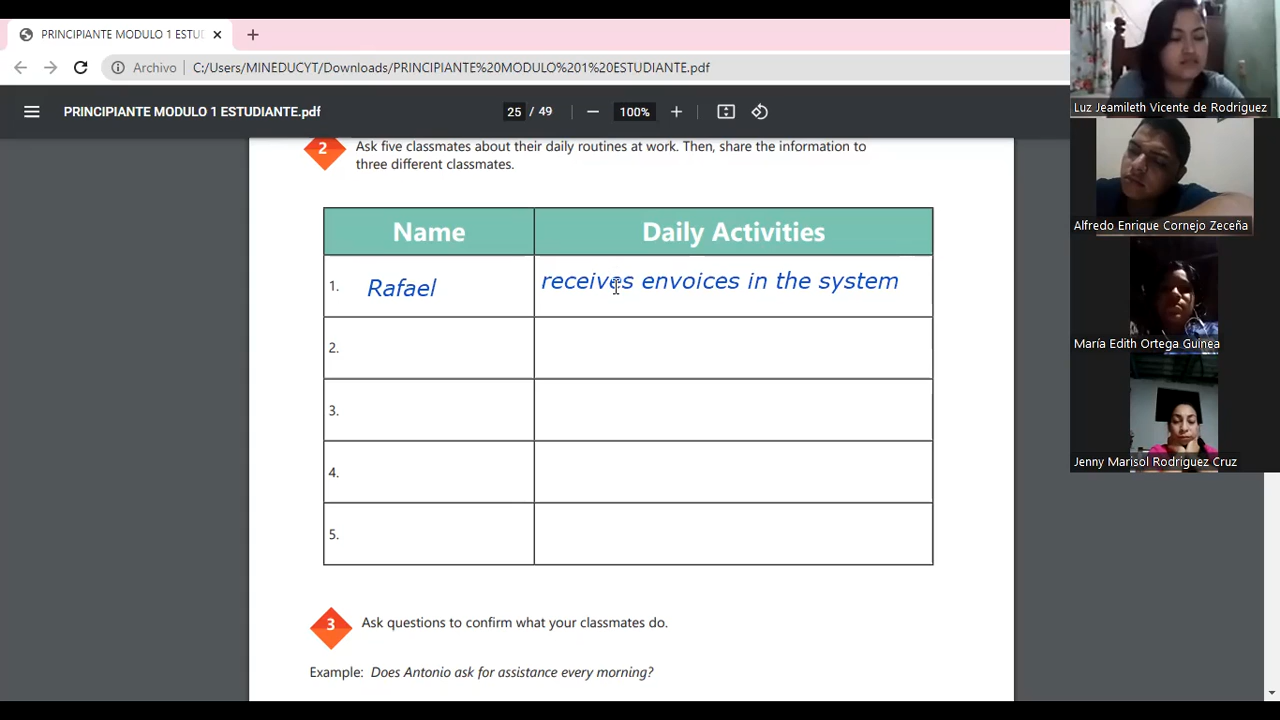 PRINCIPIANTE MODULO 1 ESTU
Archivo C:/Users/MINEDUCYT/Downloads/PRINCIPIANTE%20MODULO%201%20ESTUDIANTE.pdf
PRINCIPIANTE MODULO 1 ESTUDIANTE.pdf 25 / 49 100%
2 Ask five classmates about their daily routines at work. Then, share the information to
three different classmates.
Name Daily Activities
1. Rafael receives envoices in the system
2.
3.
4.
5.
3 Ask questions to confirm what your classmates do.
Example: Does Antonio ask for assistance every morning?
Luz Jeamileth Vicente de Rodriguez
Alfredo Enrique Cornejo Zeceña
María Edith Ortega Guinea
Jenny Marisol Rodriguez Cruz